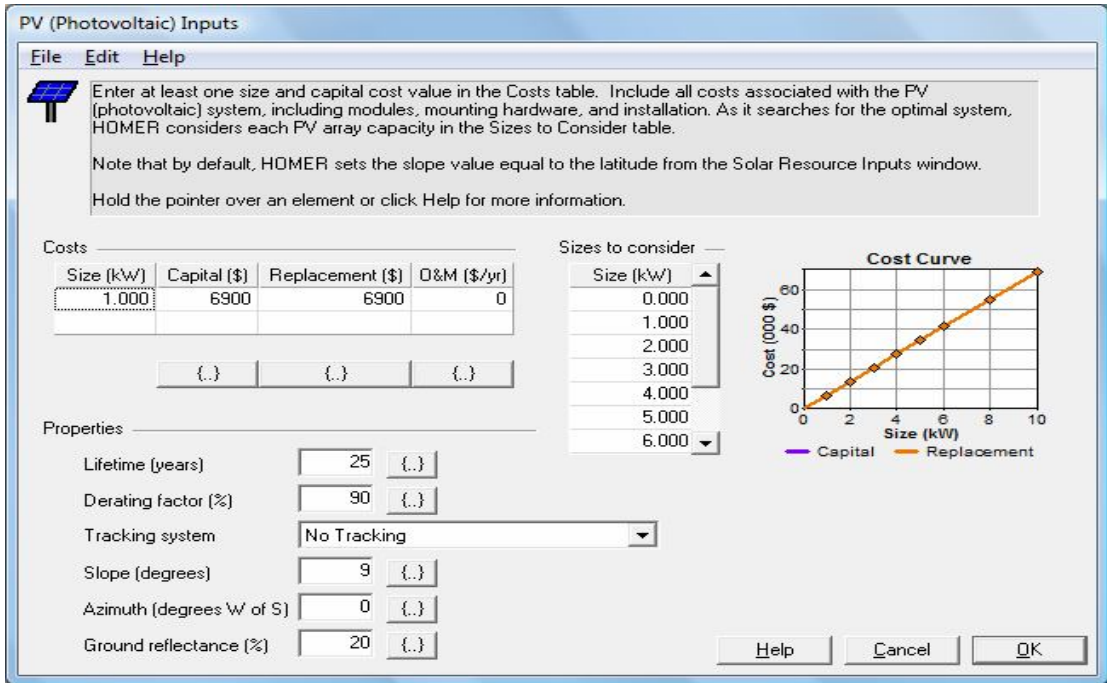 PV (Photovoltaic) Inputs
File Edit Help
Enter at least one size and capital cost value in the Costs table. Include all costs associated with the PV
(photovoltaic) system, including modules, mounting hardware, and installation. As it searches for the optimal system,
HOMER considers each PV array capacity in the Sizes to Consider table.
Note that by default, HOMER sets the slope value equal to the latitude from the Solar Resource Inputs window.
Hold the pointer over an element or click Help for more information.
Costs
Size (kW) Capital ($) Replacement ($) O&M ($/yr)
1.000 6900 6900 0
{..} {..} {..}
Sizes to consider
Size (kW)
0.000
1.000
2.000
3.000
4.000
5.000
6.000
Cost Curve
Cost (000 $)
60
40
20
0
0 2 4 6 8 10
Size (kW)
Capital Replacement
Properties
Lifetime (years) 25 {..}
Derating factor (%) 90 {..}
Tracking system No Tracking
Slope (degrees) 9 {..}
Azimuth (degrees W of S) 0 {..}
Ground reflectance (%) 20 {..}
Help Cancel OK